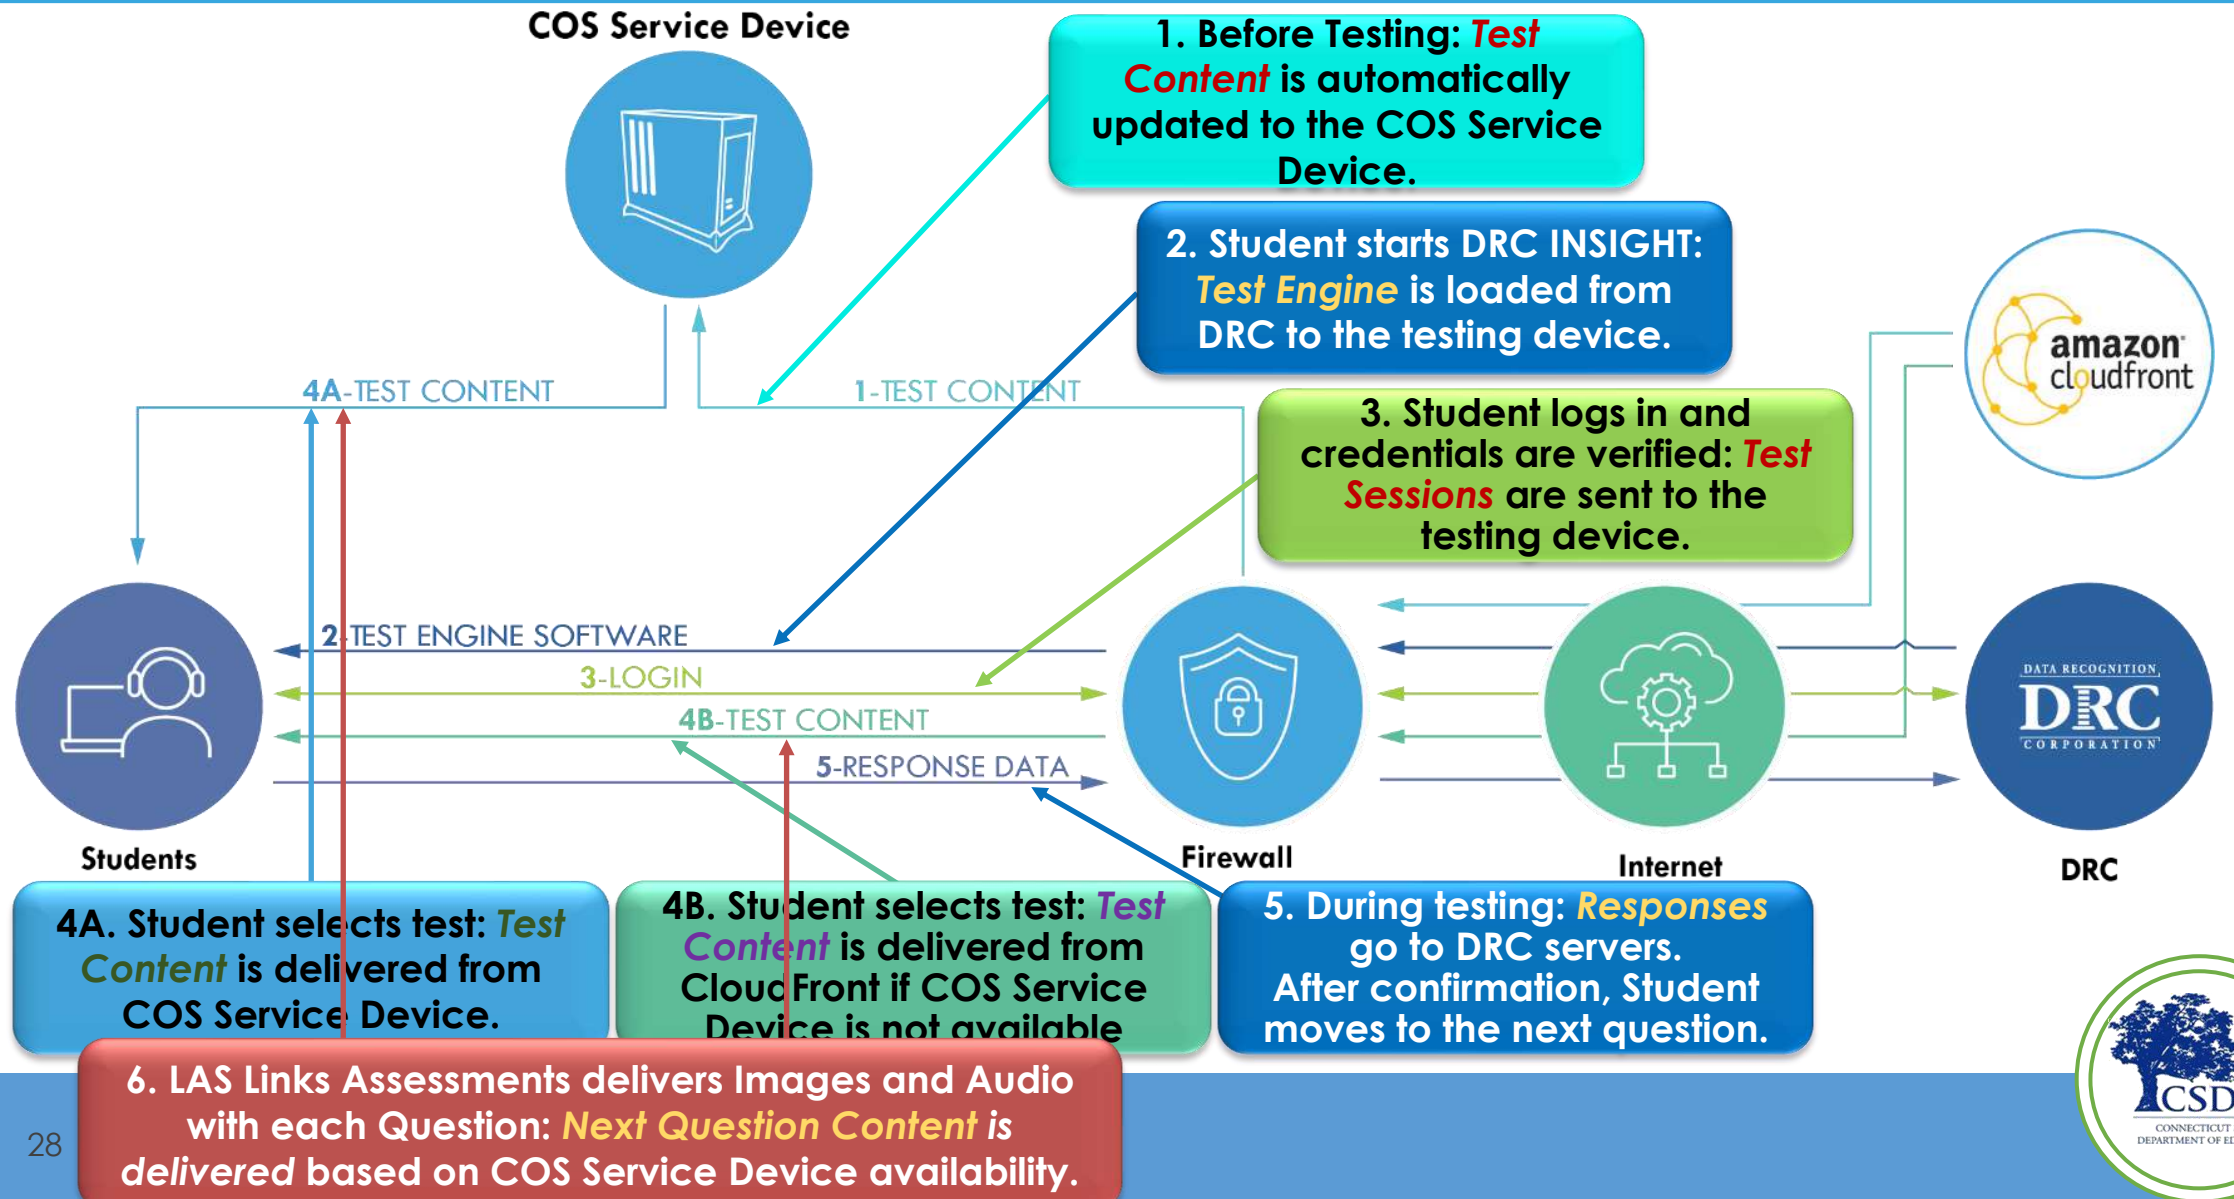 COS Service Device
1. Before Testing: Test
Content is automatically
updated to the COS Service
Device.
2. Student starts DRC INSIGHT:
Test Engine is loaded from
DRC to the testing device.
amazon
cloudfront
4A-TEST CONTENT
1-TEST CONTENT
3. Student logs in and
credentials are verified: Test
Sessions are sent to the
testing device.
2-TEST ENGINE SOFTWARE
3-LOGIN
4B-TEST CONTENT
5-RESPONSE DATA
DATA RECOGNITION
DRC
CORPORATION
Students
Firewall
Internet
DRC
4A. Student selects test: Test
Content is delivered from
COS Service Device.
4B. Student selects test: Test
Content is delivered from
CloudFront if COS Service
Device is not available
5. During testing: Responses
go to DRC servers.
After confirmation, Student
moves to the next question.
6. LAS Links Assessments delivers Images and Audio
with each Question: Next Question Content is
delivered based on COS Service Device availability.
28
CSD
CONNECTICUT
DEPARTMENT OF ED